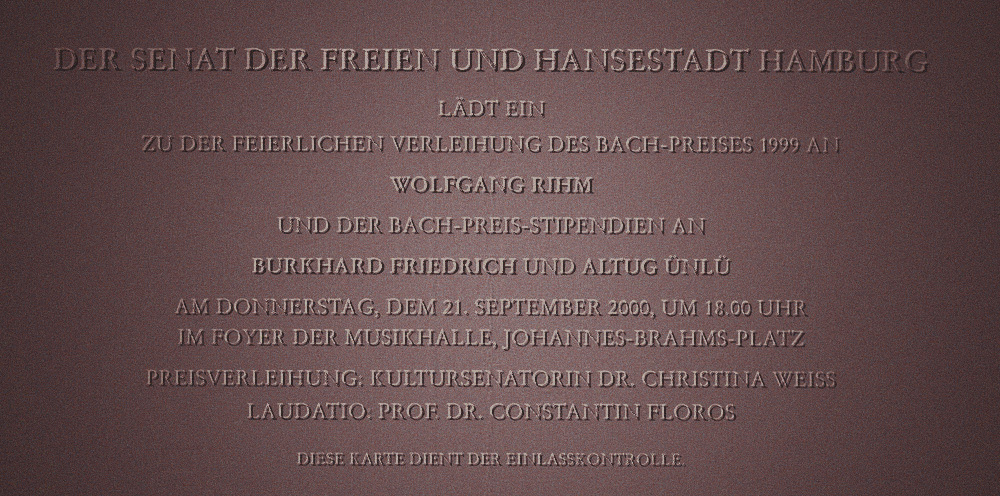 DER SENAT DER FREIEN UND HANSESTADT HAMBURG
LÄDT EIN
ZU DER FEIERLICHEN VERLEIHUNG DES BACH-PREISES 1999 AN
WOLFGANG RIHM
UND DER BACH-PREIS-STIPENDIEN AN
BURKHARD FRIEDRICH UND ALTUG ÜNLÜ
AM DONNERSTAG, DEM 21. SEPTEMBER 2000, UM 18.00 UHR
IM FOYER DER MUSIKHALLE, JOHANNES-BRAHMS-PLATZ
PREISVERLEIHUNG: KULTURSENATORIN DR. CHRISTINA WEISS
LAUDATIO: PROF. DR. CONSTANTIN FLOROS
DIESE KARTE DIENT DER EINLASSKONTROLLE.